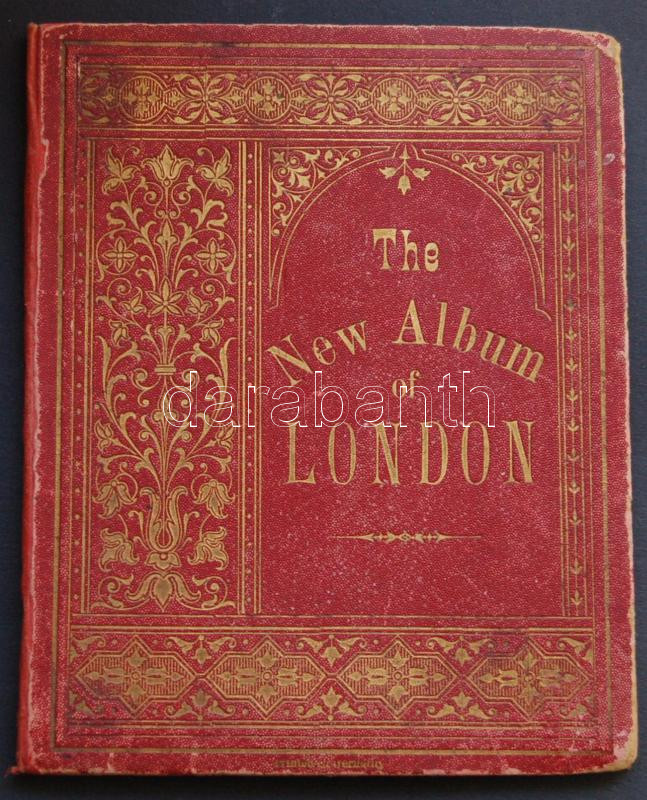 The
New Album
of
LONDON
darabanth